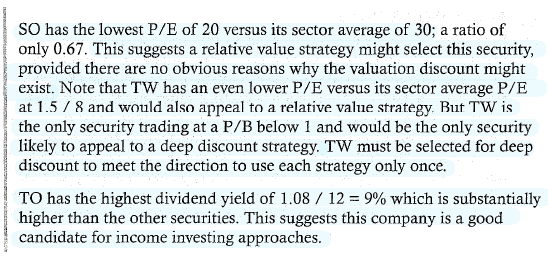 SO has the lowest P/E of 20 versus its sector average of 30; a ratio of
only 0.67. This suggests a relative value strategy might select this security,
provided there are no obvious reasons why the valuation discount might
exist. Note that TW has an even lower P/E versus its sector average P/E
at 1.5 / 8 and would also appeal to a relative value strategy. But TW is
the only security trading at a P/B below 1 and would be the only security
likely to appeal to a deep discount strategy. TW must be selected for deep
discount to meet the direction to use each strategy only once.
TO has the highest dividend yield of 1.08 / 12 = 9% which is substantially
higher than the other securities. This suggests this company is a good
candidate for income investing approaches.